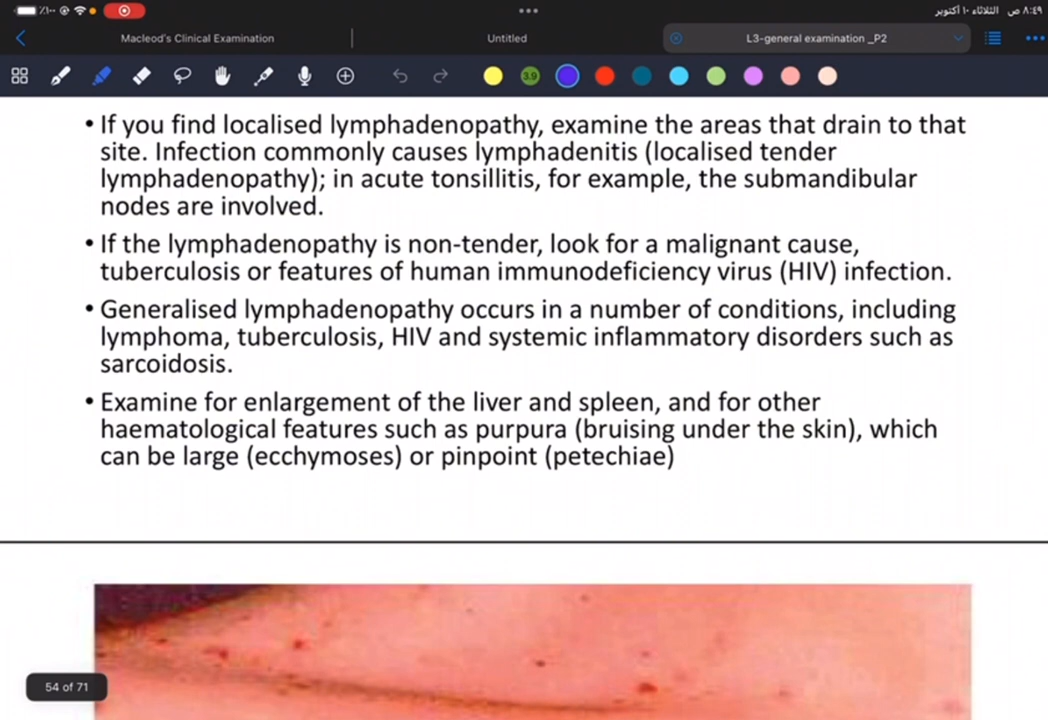 ٨:٤٩ ص الثلاثاء ١٠ أكتوبر
٪١٠٠
Macleod's Clinical Examination
Untitled
L3-general examination _P2
3.9
• If you find localised lymphadenopathy, examine the areas that drain to that
site. Infection commonly causes lymphadenitis (localised tender
lymphadenopathy); in acute tonsillitis, for example, the submandibular
nodes are involved.
• If the lymphadenopathy is non-tender, look for a malignant cause,
tuberculosis or features of human immunodeficiency virus (HIV) infection.
• Generalised lymphadenopathy occurs in a number of conditions, including
lymphoma, tuberculosis, HIV and systemic inflammatory disorders such as
sarcoidosis.
• Examine for enlargement of the liver and spleen, and for other
haematological features such as purpura (bruising under the skin), which
can be large (ecchymoses) or pinpoint (petechiae)
54 of 71